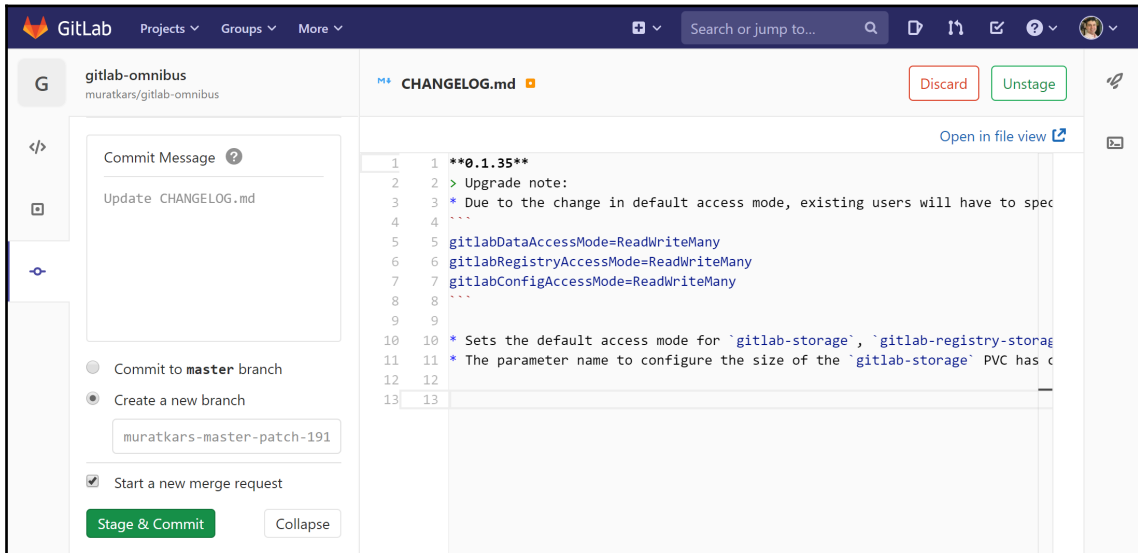 GitLab Projects Groups More Search or jump to...
G gitlab-omnibus
muratkars/gitlab-omnibus
Commit Message
Update CHANGELOG.md
Commit to master branch
Create a new branch
muratkars-master-patch-191
Start a new merge request
Stage & Commit Collapse
CHANGELOG.md Discard Unstage
Open in file view
1 1 **0.1.35**
2 2 > Upgrade note:
3 3 * Due to the change in default access mode, existing users will have to spec
4 4 ```
5 5 gitlabDataAccessMode=ReadWriteMany
6 6 gitlabRegistryAccessMode=ReadWriteMany
7 7 gitlabConfigAccessMode=ReadWriteMany
8 8 ```
9 9
10 10 * Sets the default access mode for `gitlab-storage`, `gitlab-registry-storag
11 11 * The parameter name to configure the size of the `gitlab-storage` PVC has c
12 12
13 13